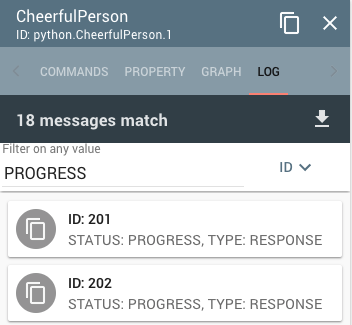 CheerfulPerson
ID: python.CheerfulPerson.1
COMMANDS PROPERTY GRAPH LOG
18 messages match
Filter on any value
PROGRESS
ID
ID: 201
STATUS: PROGRESS, TYPE: RESPONSE
ID: 202
STATUS: PROGRESS, TYPE: RESPONSE